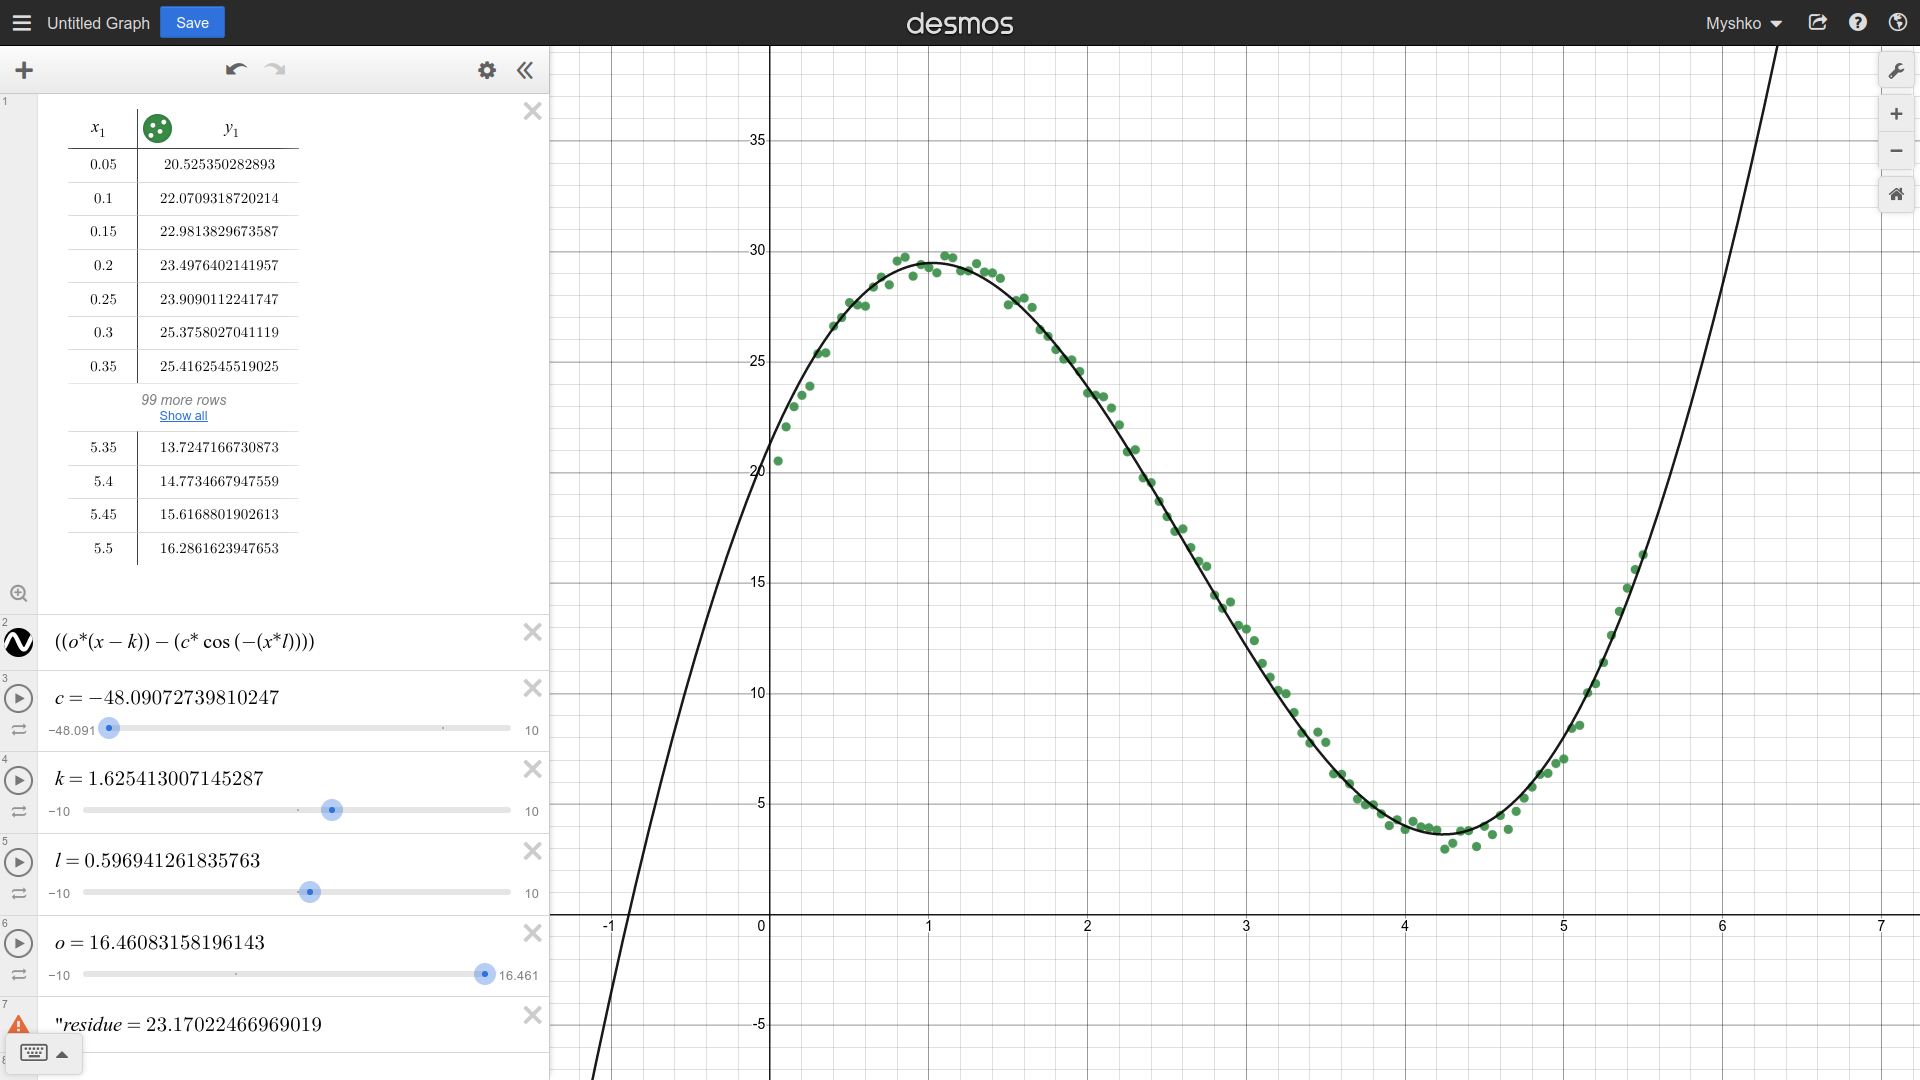 Untitled Graph Save desmos Myshko
1
x₁ y₁
0.05 20.525350282893
0.1 22.0709318720214
0.15 22.9813829673587
0.2 23.4976402141957
0.25 23.9090112241747
0.3 25.3758027041119
0.35 25.4162545519025
99 more rows
Show all
5.35 13.7247166730873
5.4 14.7734667947559
5.45 15.6168801902613
5.5 16.2861623947653
2
((o*(x − k)) − (c* cos (−(x*l))))
3
c = −48.09072739810247
−48.091 10
4
k = 1.625413007145287
−10 10
5
l = 0.596941261835763
−10 10
6
o = 16.46083158196143
−10 16.461
7
"residue = 23.17022466969019
8
35
30
25
20
15
10
5
-1 0 1 2 3 4 5 6 7
-5